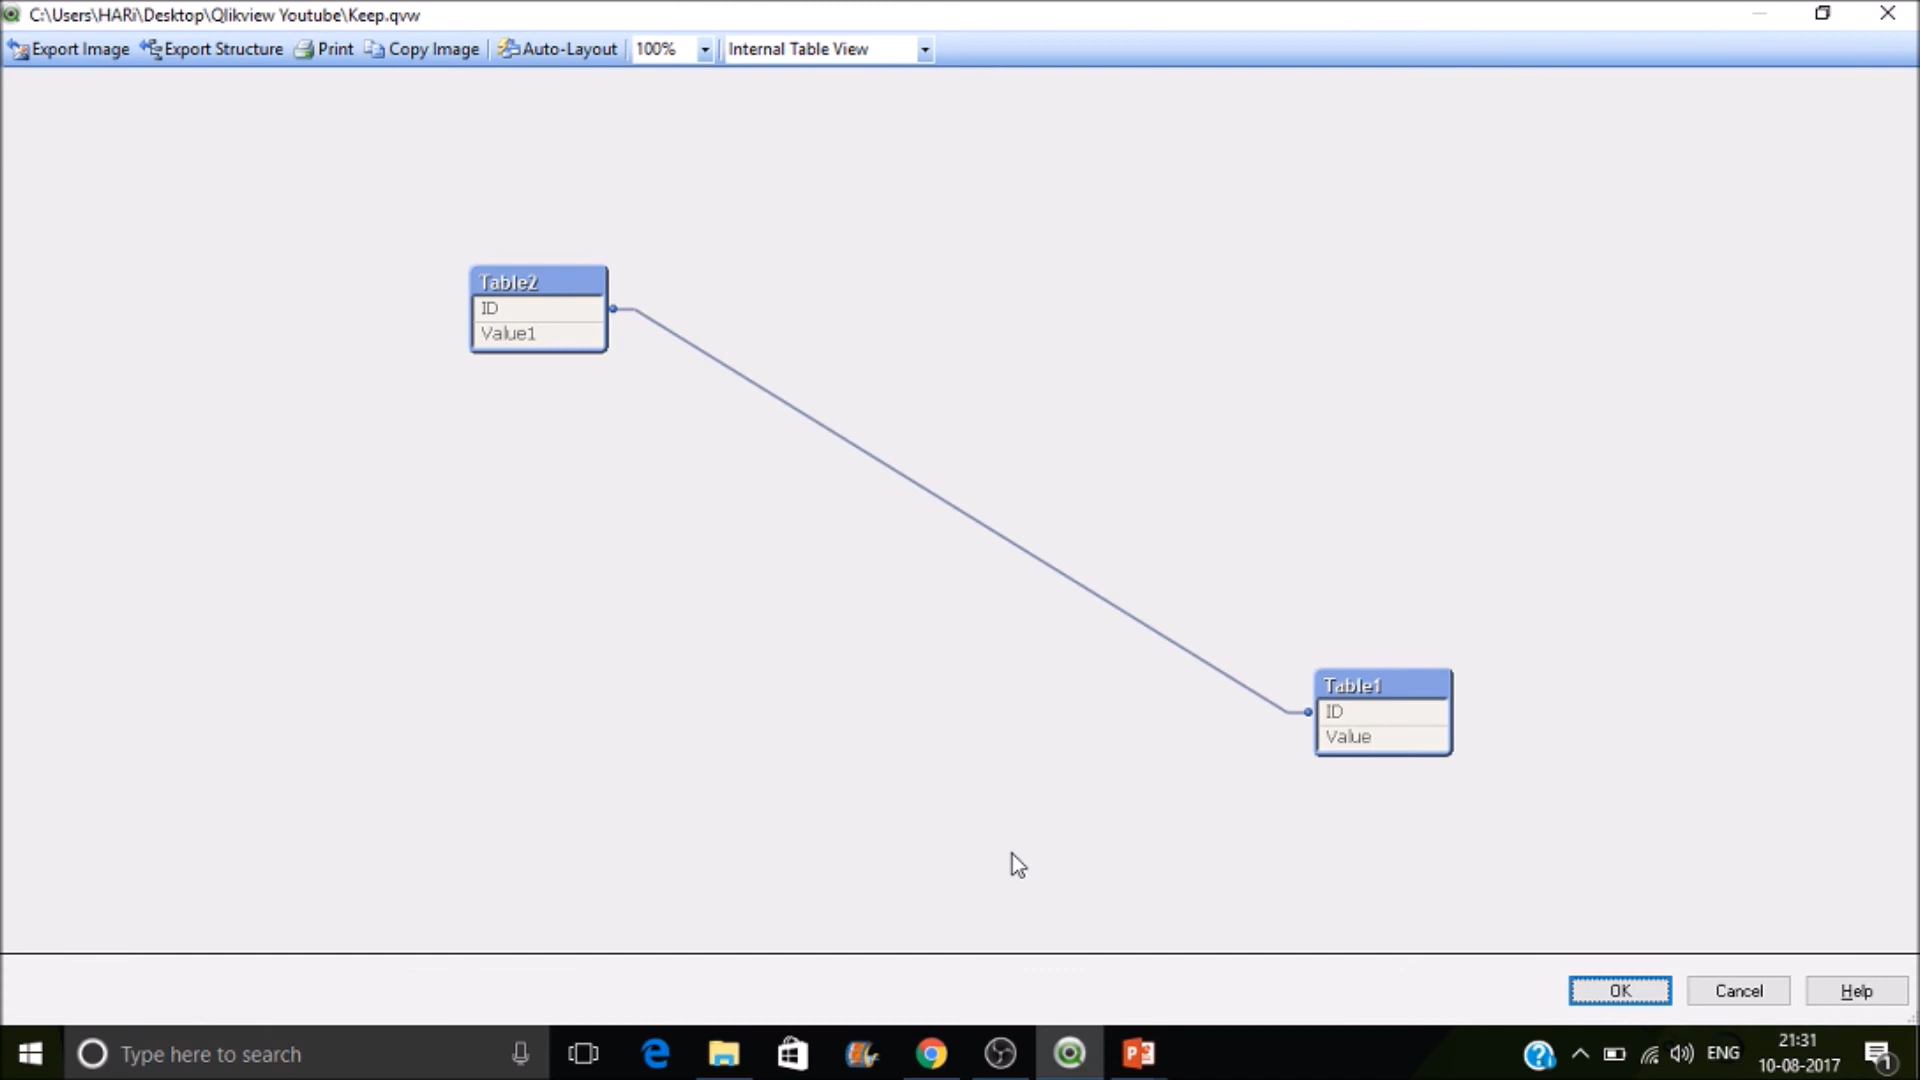 C:\Users\HARi\Desktop\Qlikview Youtube\Keep.qvw
Export Image Export Structure Print Copy Image Auto-Layout 100% Internal Table View
Table2
ID
Value1
Table1
ID
Value
OK Cancel Help
Type here to search ENG 21:31
10-08-2017
1